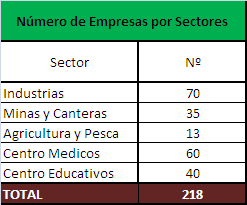 Número de Empresas por Sectores
Sector Nº
Industrias 70
Minas y Canteras 35
Agricultura y Pesca 13
Centro Medicos 60
Centro Educativos 40
TOTAL 218